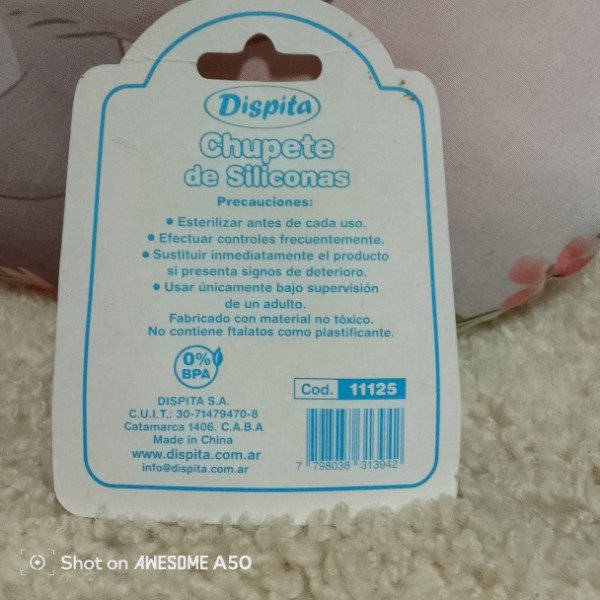 Dispita
Chupete
de Siliconas
Precauciones:
• Esterilizar antes de cada uso.
• Efectuar controles frecuentemente.
• Sustituir inmediatamente el producto
si presenta signos de deterioro.
• Usar únicamente bajo supervisión
de un adulto.
Fabricado con material no tóxico.
No contiene ftalatos como plastificante.
0%
BPA
DISPITA S.A.
C.U.I.T.: 30-71479470-8
Catamarca 1406. C.A.B.A
Made in China
www.dispita.com.ar
info@dispita.com.ar
Cod. 11125
7 798038 313942
Shot on AWESOME A50